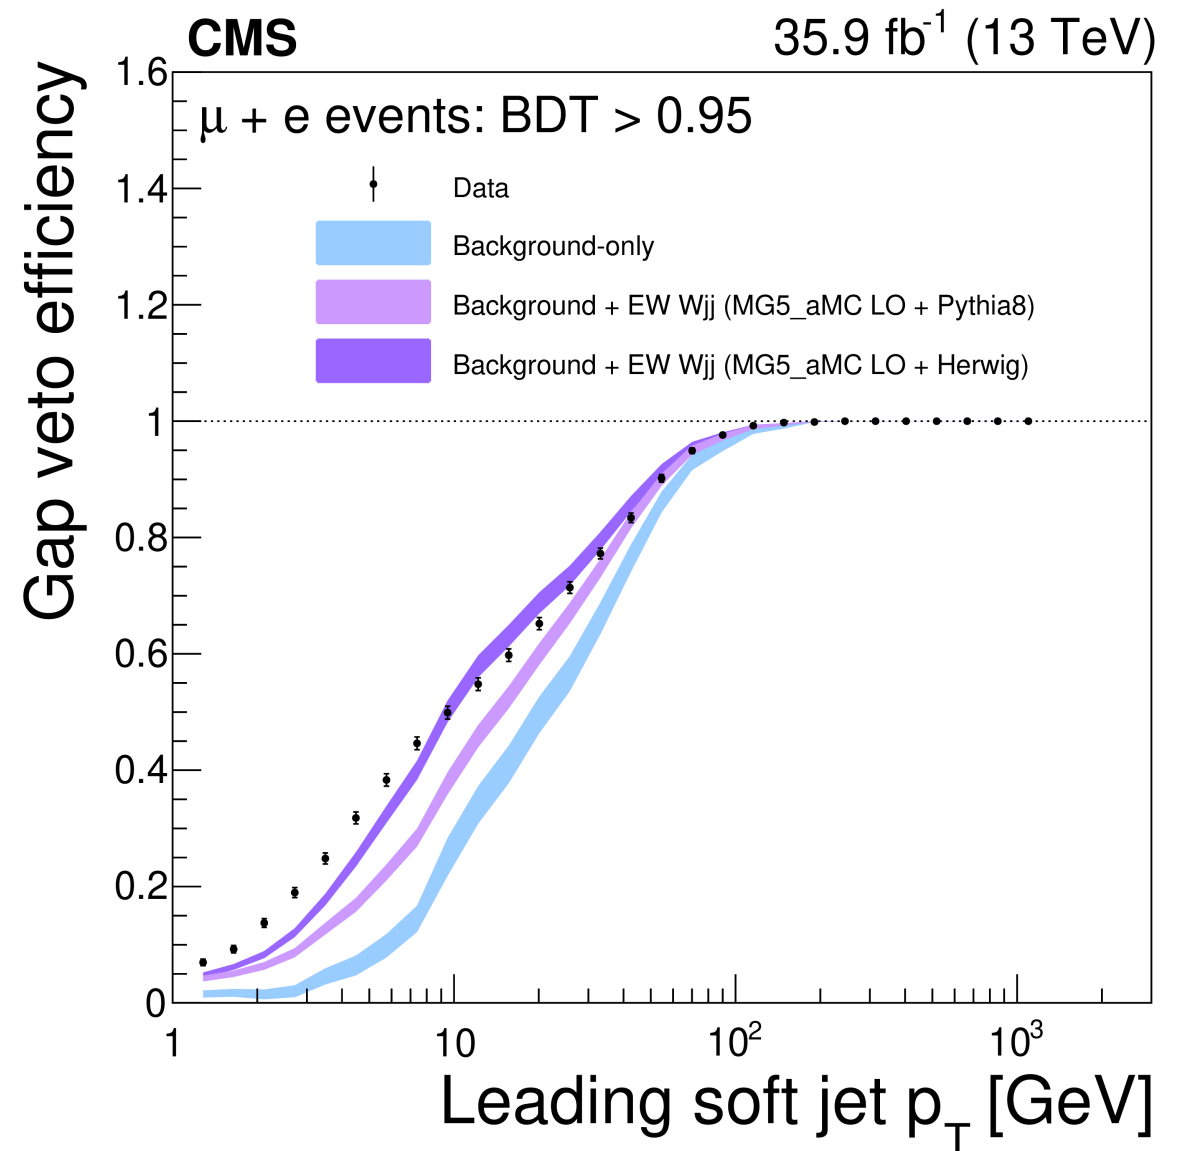 CMS 35.9 fb⁻¹ (13 TeV)
μ + e events: BDT > 0.95
Data
Background-only
Background + EW Wjj (MG5_aMC LO + Pythia8)
Background + EW Wjj (MG5_aMC LO + Herwig)
Gap veto efficiency
1.6
1.4
1.2
1
0.8
0.6
0.4
0.2
0
1 10 10² 10³
Leading soft jet p_T [GeV]